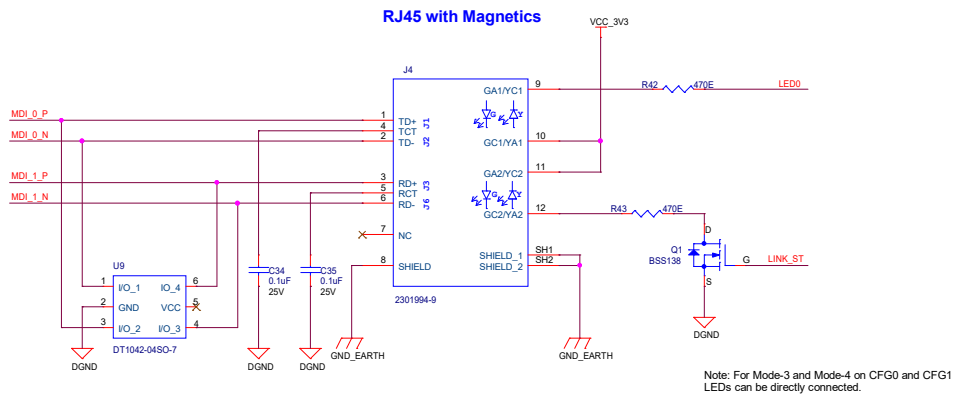 RJ45 with Magnetics
VCC_3V3
J4
GA1/YC1 9 R42 470E LED0
MDI_0_P 1 TD+ J1
4 TCT
MDI_0_N 2 TD- J2
G Y
GC1/YA1 10
GA2/YC2 11
MDI_1_P 3 RD+ J3
5 RCT
MDI_1_N 6 RD- J6
G Y
GC2/YA2 12 R43 470E
7 NC
D
Q1
BSS138
G LINK_ST
S
SHIELD_1 SH1
SHIELD_2 SH2
8 SHIELD
2301994-9
C34
0.1uF
25V
C35
0.1uF
25V
U9
1 I/O_1 IO_4 6
2 GND VCC 5
3 I/O_2 I/O_3 4
DT1042-04SO-7
DGND
DGND
DGND
GND_EARTH
GND_EARTH
DGND
Note: For Mode-3 and Mode-4 on CFG0 and CFG1
LEDs can be directly connected.